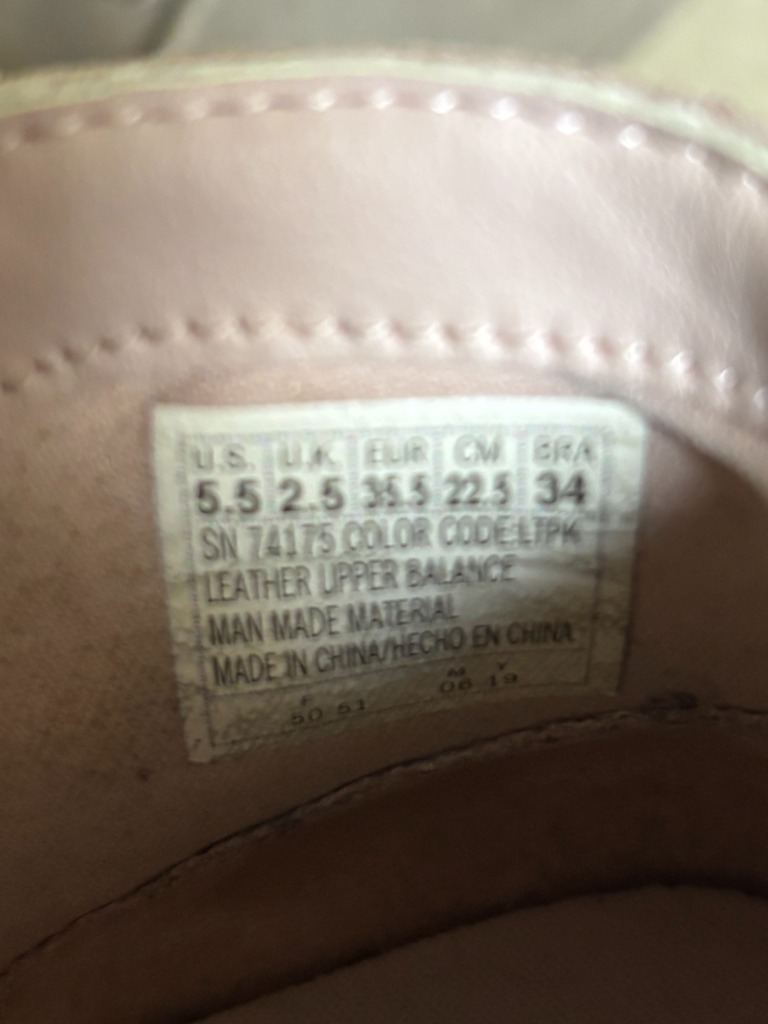 U.S. U.K. EUR CM BRA
5.5 2.5 35.5 22.5 34
SN 74175 COLOR CODE:LTPK
LEATHER UPPER BALANCE
MAN MADE MATERIAL
MADE IN CHINA/HECHO EN CHINA
F M Y
50 51 06 19